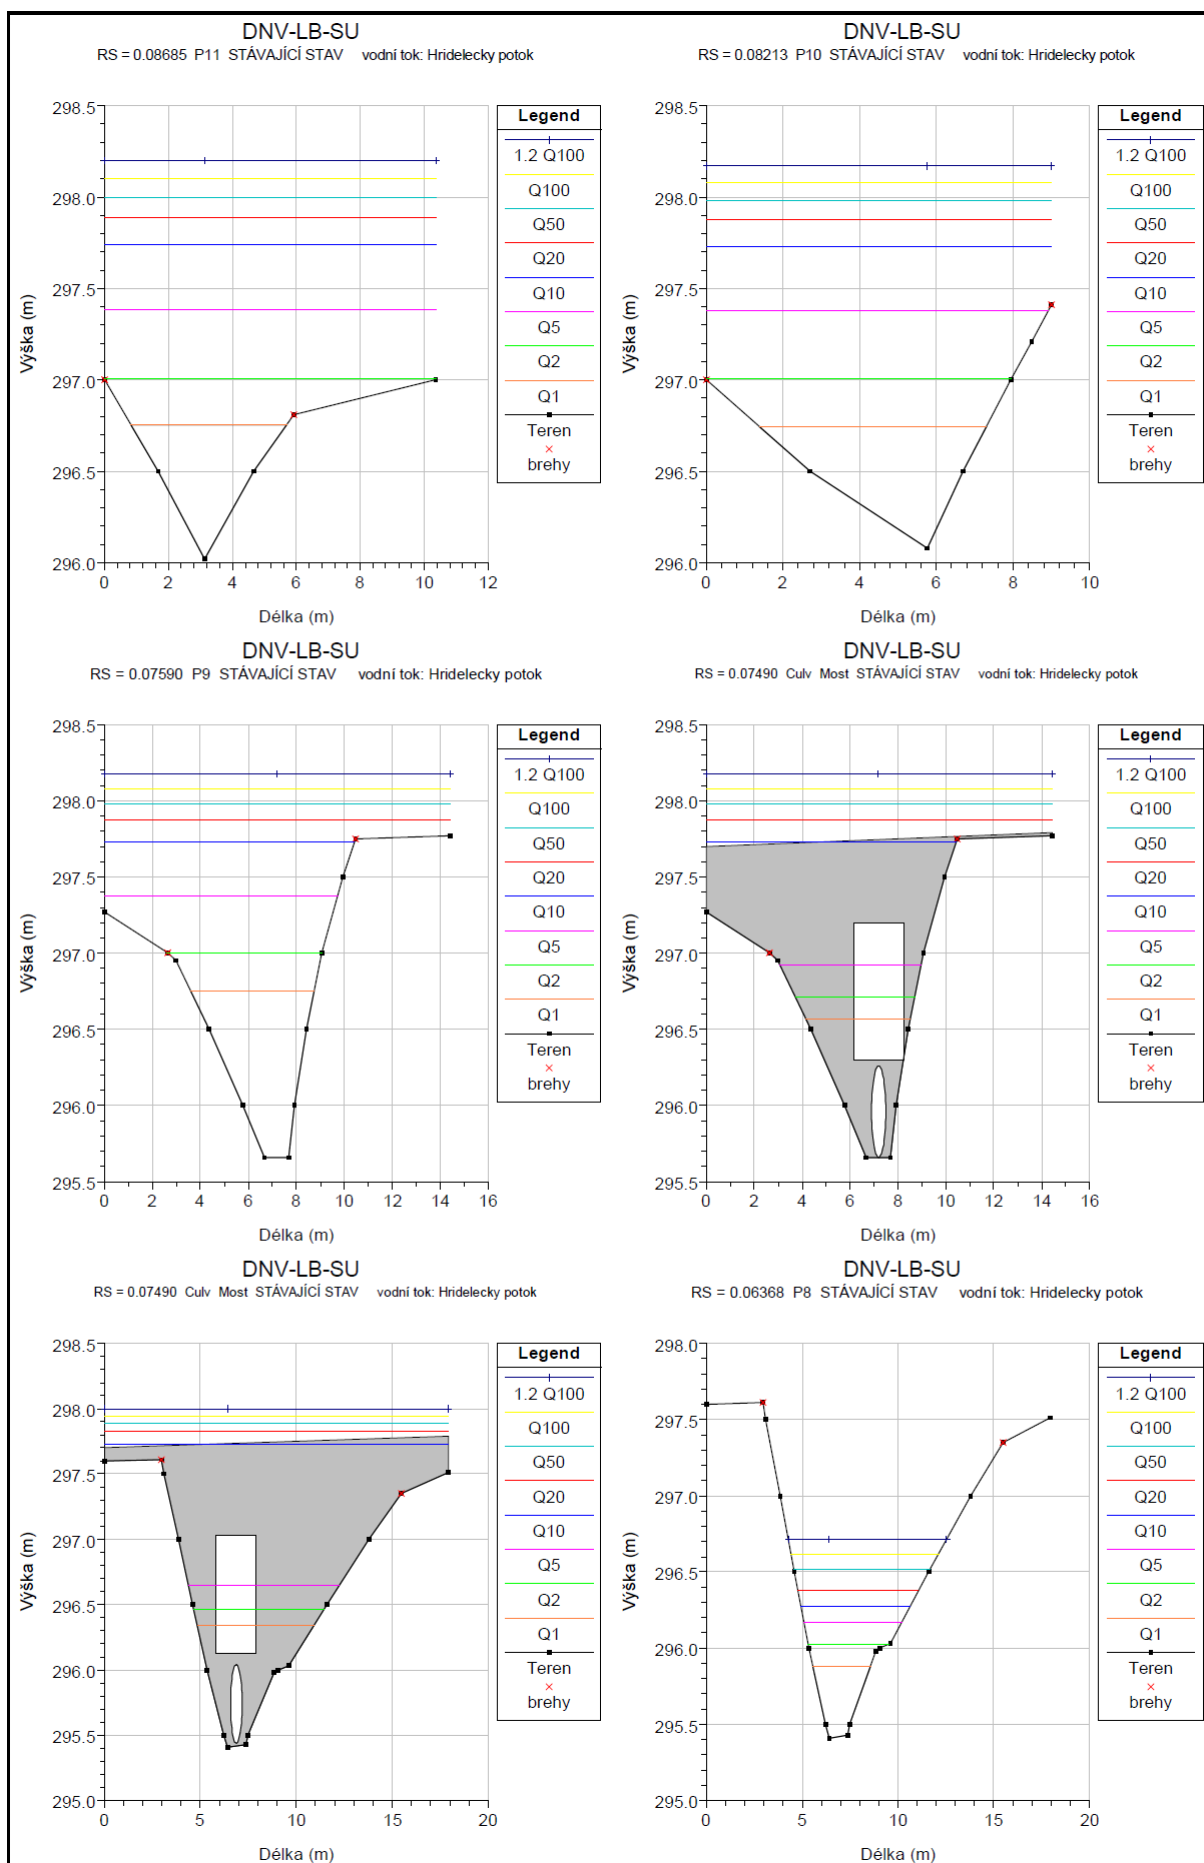 DNV-LB-SU
RS = 0.08685 P11 STÁVAJÍCÍ STAV vodní tok: Hridelecky potok
298.5
298.0
297.5
297.0
296.5
296.0
Výška (m)
0 2 4 6 8 10 12
Délka (m)
Legend
1.2 Q100
Q100
Q50
Q20
Q10
Q5
Q2
Q1
Teren
brehy
DNV-LB-SU
RS = 0.08213 P10 STÁVAJÍCÍ STAV vodní tok: Hridelecky potok
298.5
298.0
297.5
297.0
296.5
296.0
Výška (m)
0 2 4 6 8 10
Délka (m)
Legend
1.2 Q100
Q100
Q50
Q20
Q10
Q5
Q2
Q1
Teren
brehy
DNV-LB-SU
RS = 0.07590 P9 STÁVAJÍCÍ STAV vodní tok: Hridelecky potok
298.5
298.0
297.5
297.0
296.5
296.0
295.5
Výška (m)
0 2 4 6 8 10 12 14 16
Délka (m)
Legend
1.2 Q100
Q100
Q50
Q20
Q10
Q5
Q2
Q1
Teren
brehy
DNV-LB-SU
RS = 0.07490 Culv Most STÁVAJÍCÍ STAV vodní tok: Hridelecky potok
298.5
298.0
297.5
297.0
296.5
296.0
295.5
Výška (m)
0 2 4 6 8 10 12 14 16
Délka (m)
Legend
1.2 Q100
Q100
Q50
Q20
Q10
Q5
Q2
Q1
Teren
brehy
DNV-LB-SU
RS = 0.07490 Culv Most STÁVAJÍCÍ STAV vodní tok: Hridelecky potok
298.5
298.0
297.5
297.0
296.5
296.0
295.5
295.0
Výška (m)
0 5 10 15 20
Délka (m)
Legend
1.2 Q100
Q100
Q50
Q20
Q10
Q5
Q2
Q1
Teren
brehy
DNV-LB-SU
RS = 0.06368 P8 STÁVAJÍCÍ STAV vodní tok: Hridelecky potok
298.0
297.5
297.0
296.5
296.0
295.5
295.0
Výška (m)
0 5 10 15 20
Délka (m)
Legend
1.2 Q100
Q100
Q50
Q20
Q10
Q5
Q2
Q1
Teren
brehy